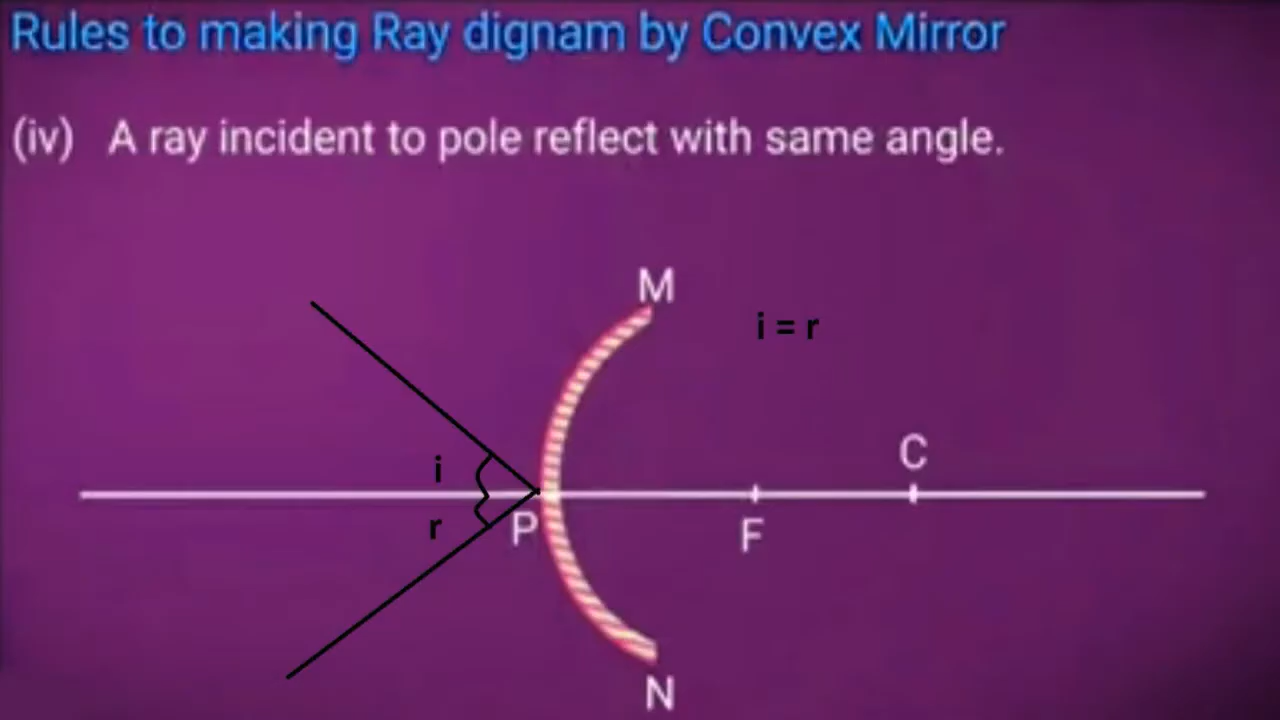 Rules to making Ray dignam by Convex Mirror
(iv) A ray incident to pole reflect with same angle.
M
i = r
C
i
r
P
F
N